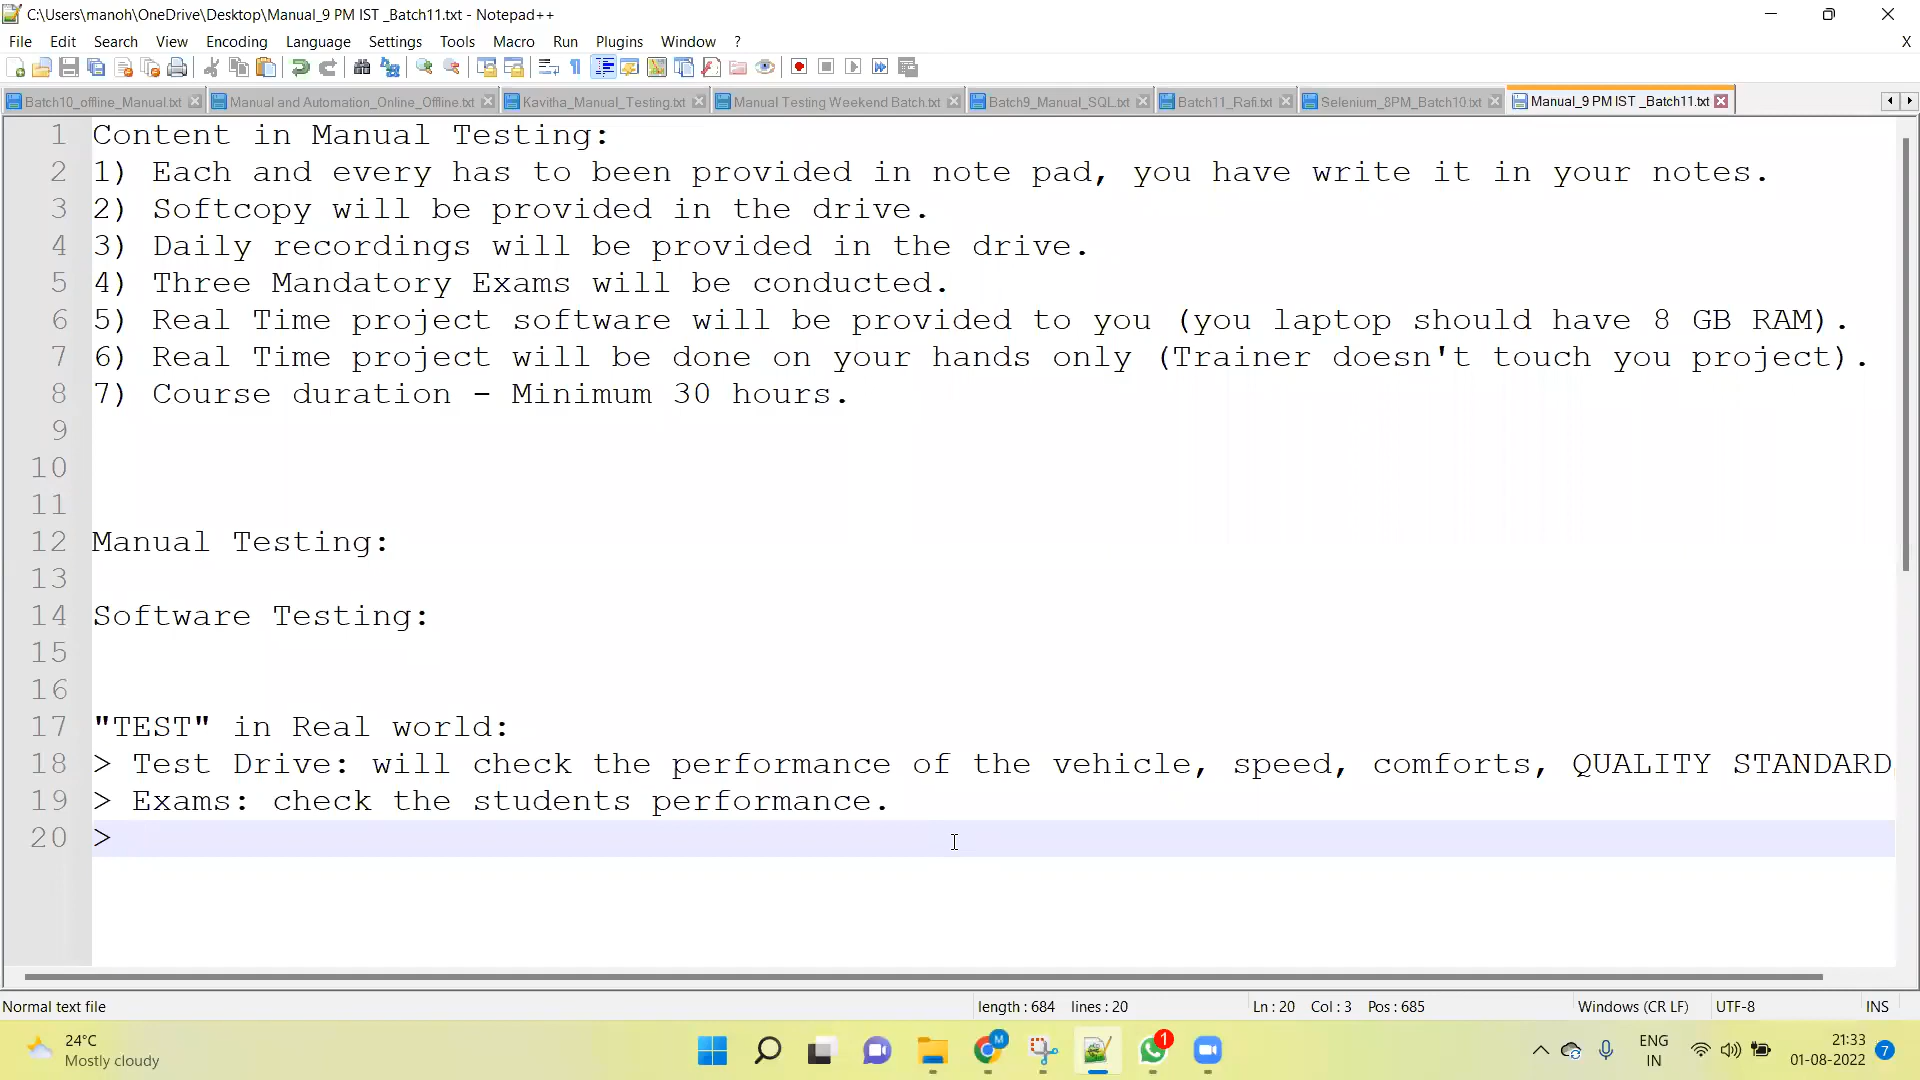 C:\Users\manoh\OneDrive\Desktop\Manual_9 PM IST _Batch11.txt - Notepad++
File Edit Search View Encoding Language Settings Tools Macro Run Plugins Window ? X
Batch10_offline_Manual.txt Manual and Automation_Online_Offline.txt Kavitha_Manual_Testing.txt Manual Testing Weekend Batch.txt Batch9_Manual_SQL.txt Batch11_Rafi.txt Selenium_8PM_Batch10.txt Manual_9 PM IST _Batch11.txt
1 Content in Manual Testing:
2 1) Each and every has to been provided in note pad, you have write it in your notes.
3 2) Softcopy will be provided in the drive.
4 3) Daily recordings will be provided in the drive.
5 4) Three Mandatory Exams will be conducted.
6 5) Real Time project software will be provided to you (you laptop should have 8 GB RAM).
7 6) Real Time project will be done on your hands only (Trainer doesn't touch you project).
8 7) Course duration - Minimum 30 hours.
9
10
11
12 Manual Testing:
13
14 Software Testing:
15
16
17 "TEST" in Real world:
18 > Test Drive: will check the performance of the vehicle, speed, comforts, QUALITY STANDARD
19 > Exams: check the students performance.
20 >
Normal text file length : 684 lines : 20 Ln : 20 Col : 3 Pos : 685 Windows (CR LF) UTF-8 INS
24°C
Mostly cloudy
M
1
ENG
IN
21:33
01-08-2022
7